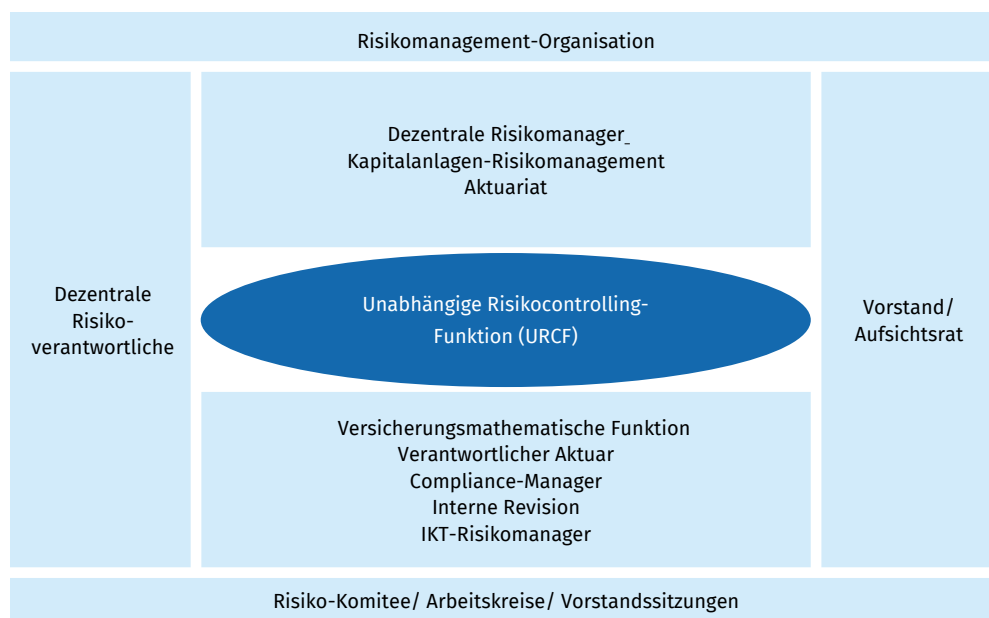 Risikomanagement-Organisation
Dezentrale Risikomanager_
Kapitalanlagen-Risikomanagement
Aktuariat
Dezentrale
Risiko-
verantwortliche
Unabhängige Risikocontrolling-
Funktion (URCF)
Vorstand/
Aufsichtsrat
Versicherungsmathematische Funktion
Verantwortlicher Aktuar
Compliance-Manager
Interne Revision
IKT-Risikomanager
Risiko-Komitee/ Arbeitskreise/ Vorstandssitzungen